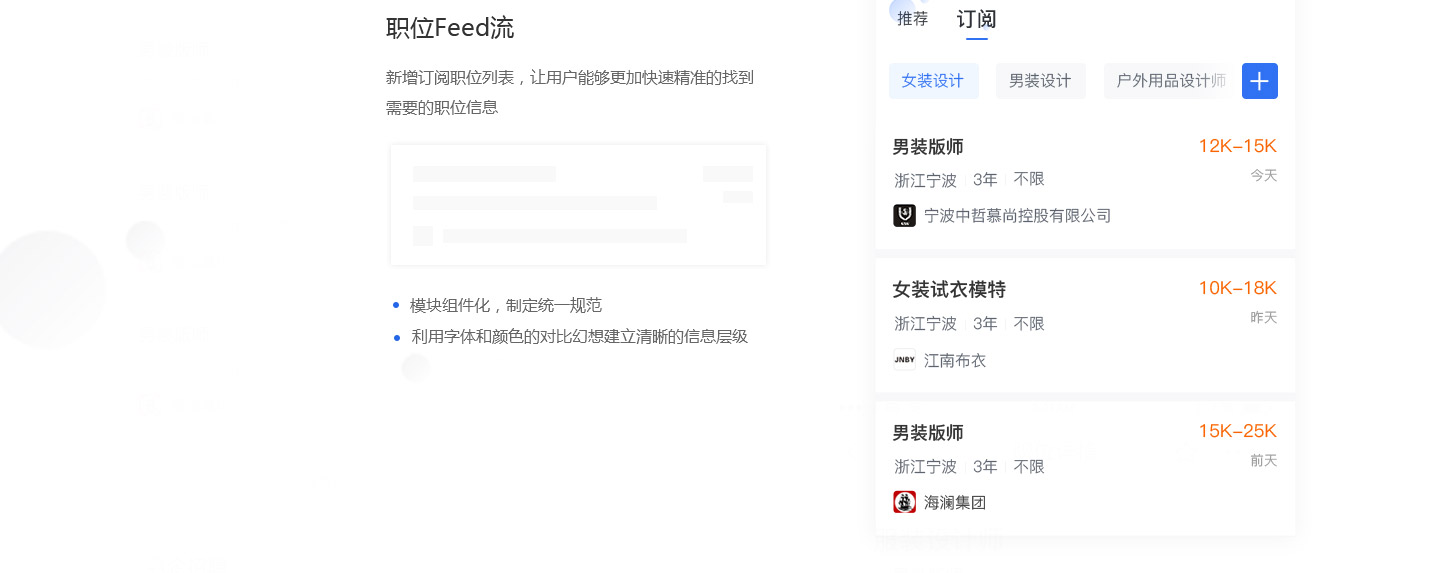 职位Feed流
新增订阅职位列表，让用户能够更加快速精准的找到
需要的职位信息
模块组件化，制定统一规范
利用字体和颜色的对比幻想建立清晰的信息层级
推荐 订阅
女装设计 男装设计 户外用品设计师
男装版师 12K-15K
浙江宁波 3年 不限 今天
宁波中哲慕尚控股有限公司
女装试衣模特 10K-18K
浙江宁波 3年 不限 昨天
JNBY 江南布衣
男装版师 15K-25K
浙江宁波 3年 不限 前天
海澜集团